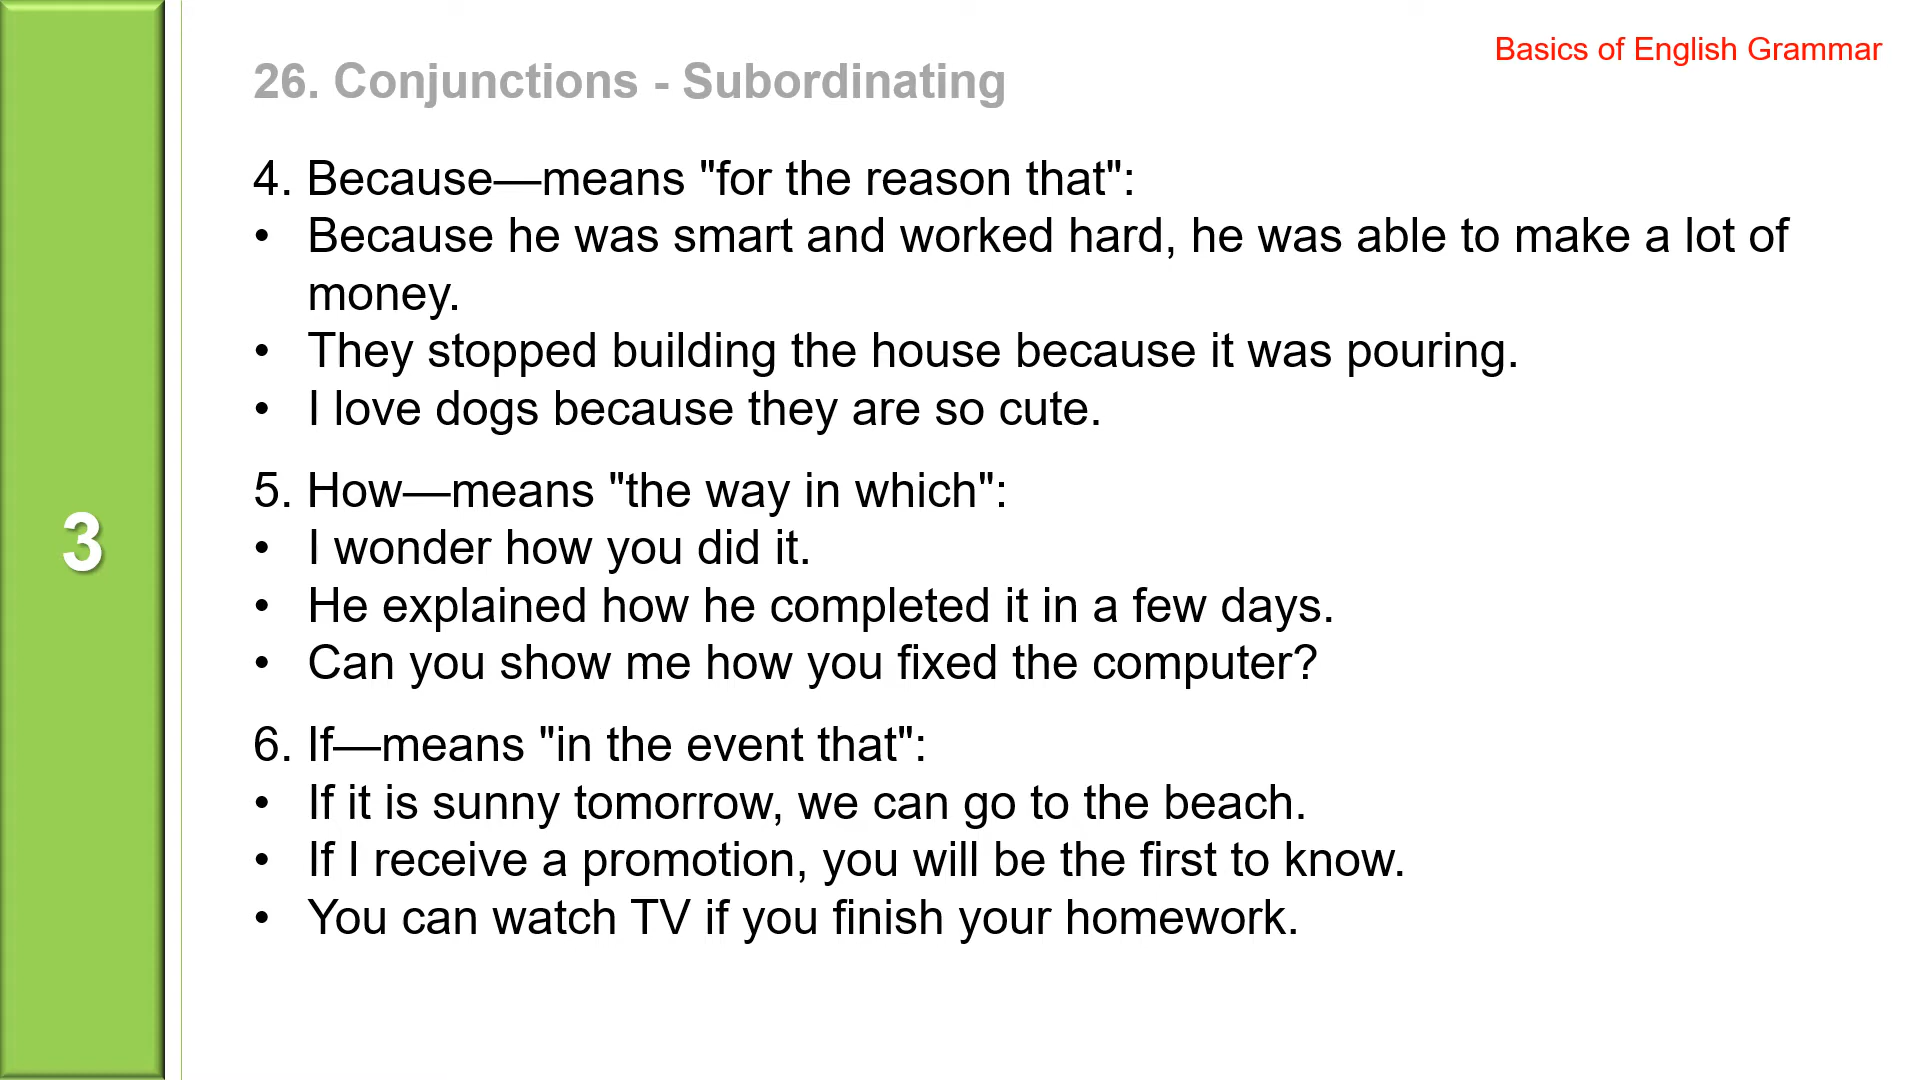 Basics of English Grammar
26. Conjunctions - Subordinating
4. Because—means "for the reason that":
• Because he was smart and worked hard, he was able to make a lot of
money.
• They stopped building the house because it was pouring.
• I love dogs because they are so cute.
5. How—means "the way in which":
• I wonder how you did it.
• He explained how he completed it in a few days.
• Can you show me how you fixed the computer?
6. If—means "in the event that":
• If it is sunny tomorrow, we can go to the beach.
• If I receive a promotion, you will be the first to know.
• You can watch TV if you finish your homework.
3